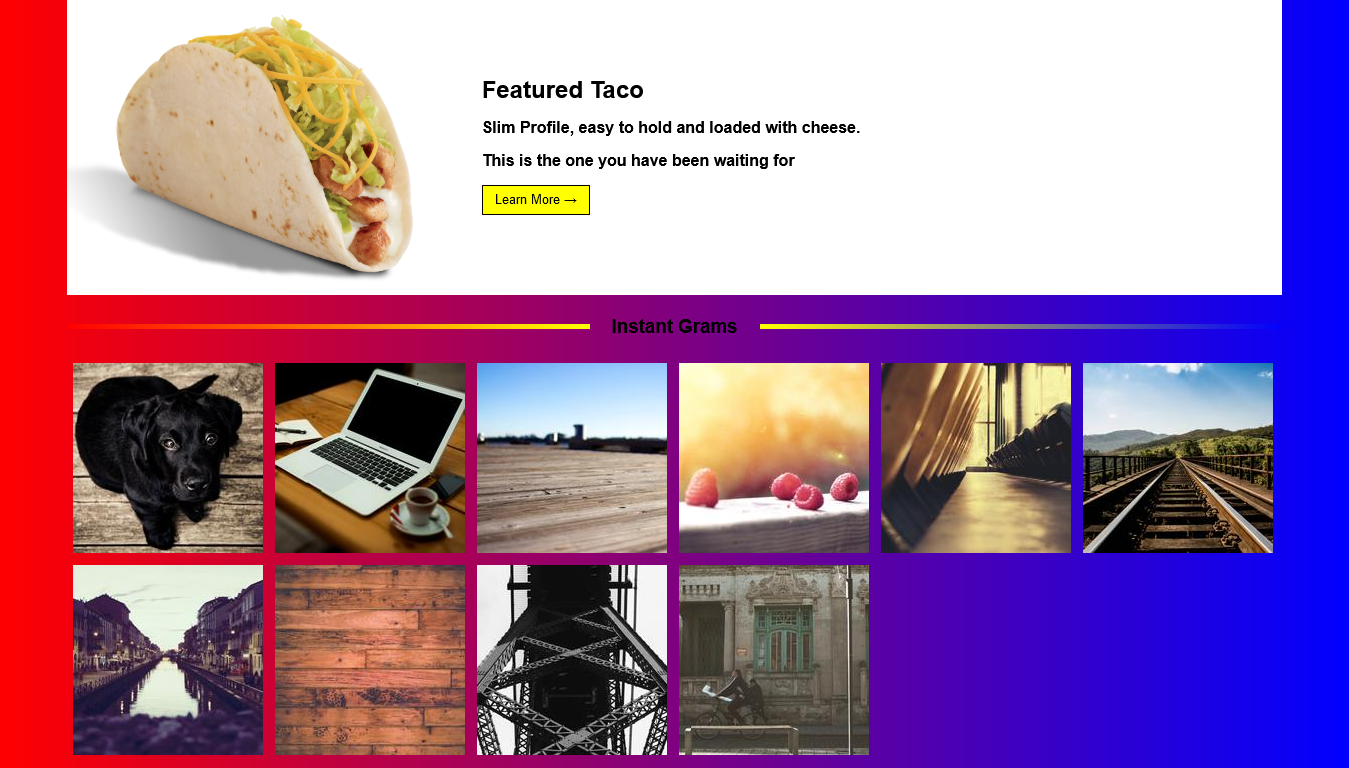 Featured Taco
Slim Profile, easy to hold and loaded with cheese.
This is the one you have been waiting for
Learn More →
Instant Grams